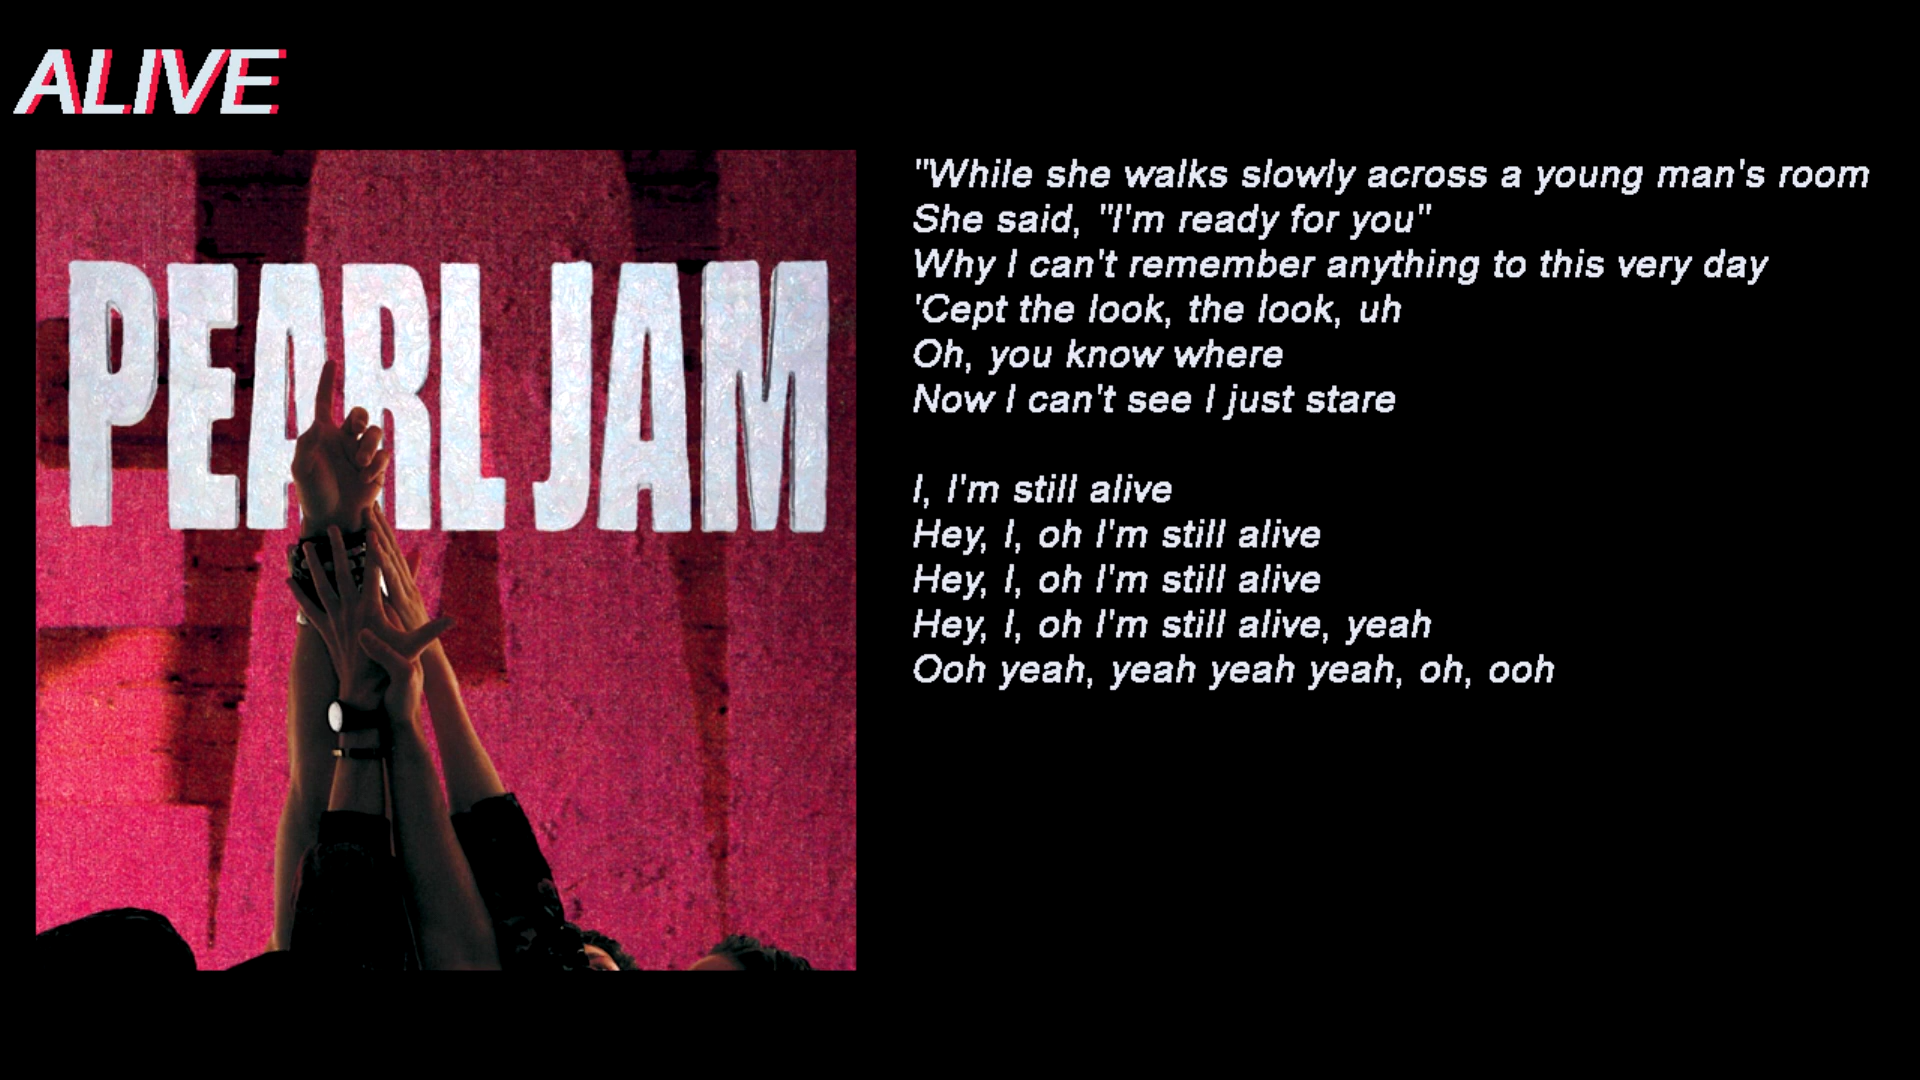 ALIVE
PEARL JAM
"While she walks slowly across a young man's room
She said, "I'm ready for you"
Why I can't remember anything to this very day
'Cept the look, the look, uh
Oh, you know where
Now I can't see I just stare
I, I'm still alive
Hey, I, oh I'm still alive
Hey, I, oh I'm still alive
Hey, I, oh I'm still alive, yeah
Ooh yeah, yeah yeah yeah, oh, ooh